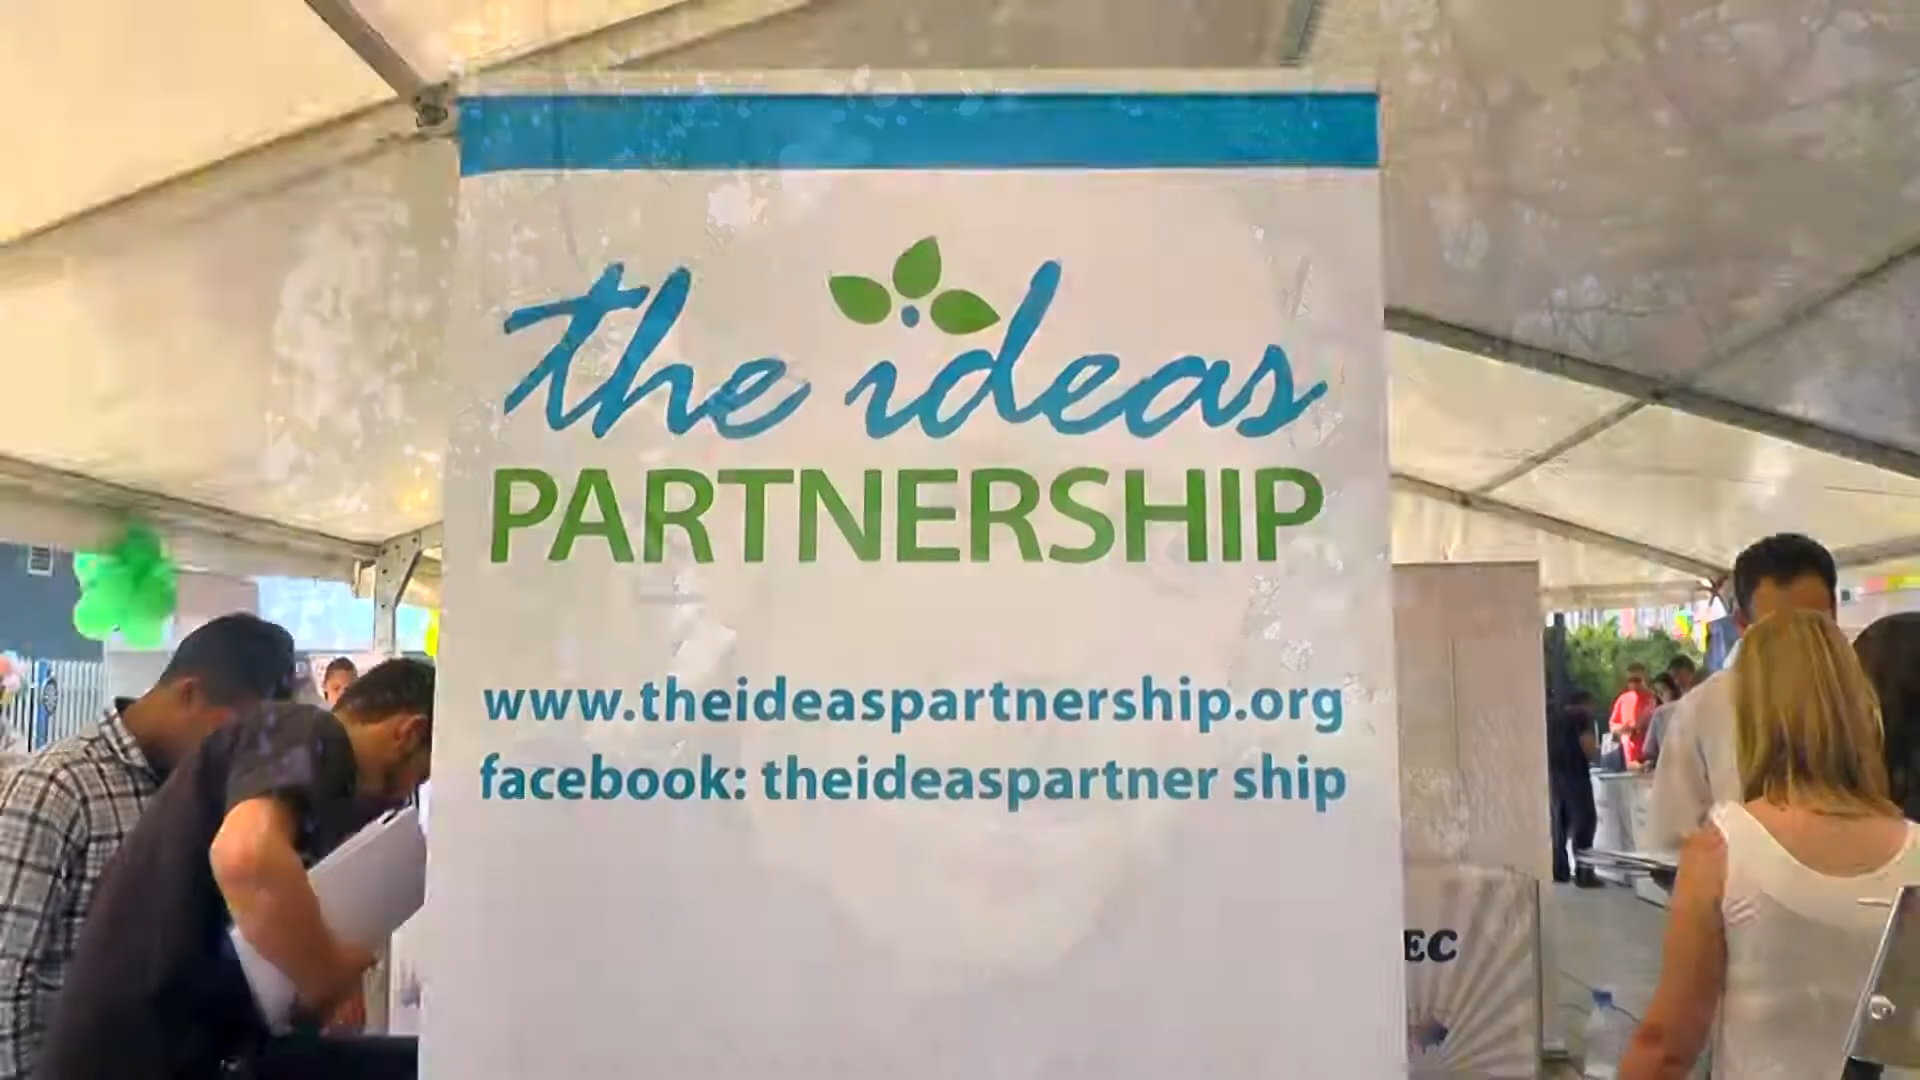 the ideas
PARTNERSHIP
www.theideaspartnership.org
facebook: theideaspartner ship
EC